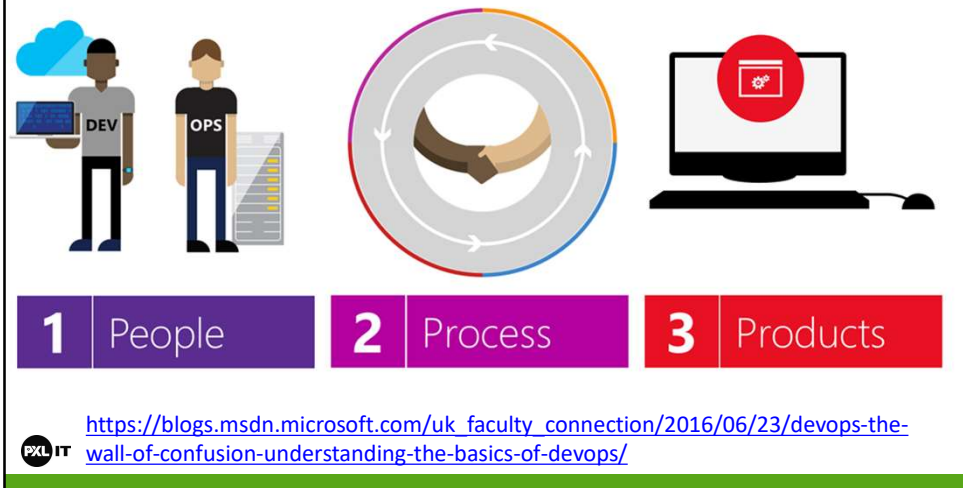 DEV
OPS
1 People
2 Process
3 Products
https://blogs.msdn.microsoft.com/uk_faculty_connection/2016/06/23/devops-the-
wall-of-confusion-understanding-the-basics-of-devops/
PXL IT